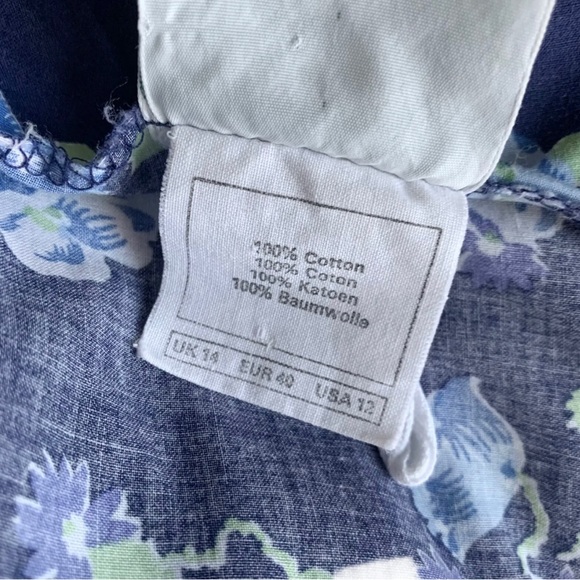 100% Cotton
100% Coton
100% Katoen
100% Baumwolle
UK 14 EUR 40 USA 12